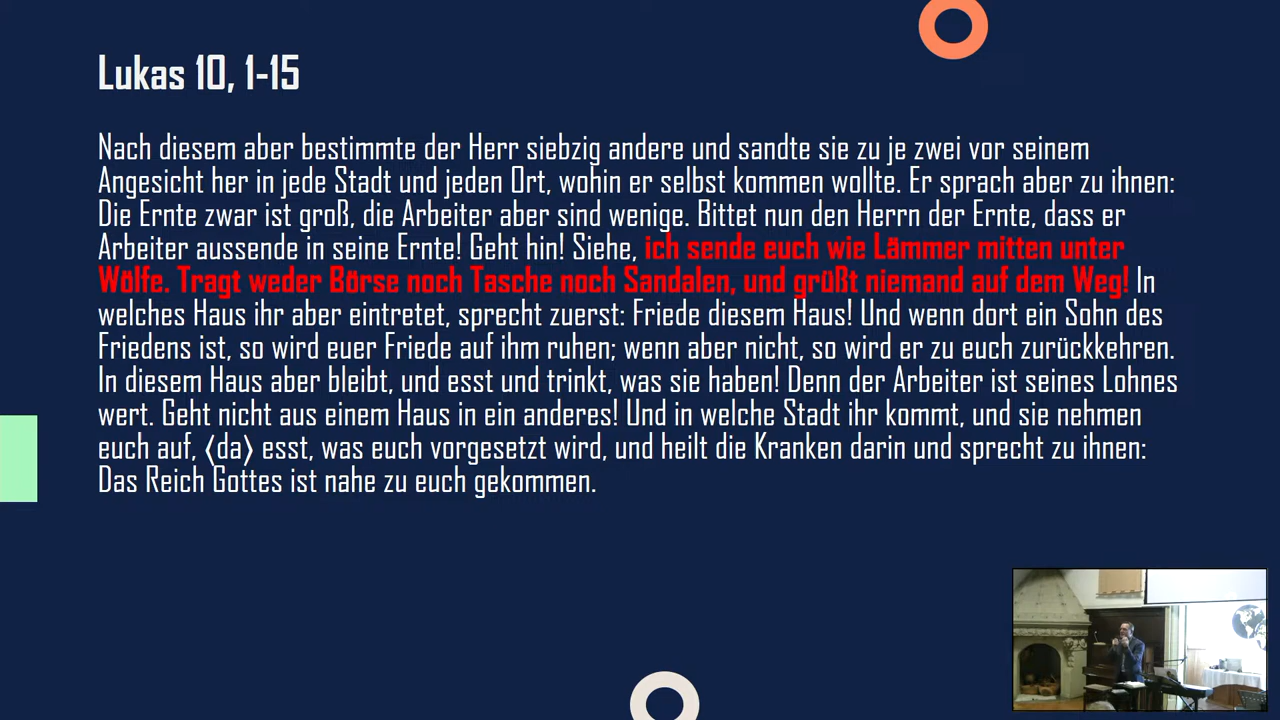 Lukas 10, 1-15
Nach diesem aber bestimmte der Herr siebzig andere und sandte sie zu je zwei vor seinem
Angesicht her in jede Stadt und jeden Ort, wohin er selbst kommen wollte. Er sprach aber zu ihnen:
Die Ernte zwar ist groß, die Arbeiter aber sind wenige. Bittet nun den Herrn der Ernte, dass er
Arbeiter aussende in seine Ernte! Geht hin! Siehe, ich sende euch wie Lämmer mitten unter
Wölfe. Tragt weder Börse noch Tasche noch Sandalen, und grüßt niemand auf dem Weg! In
welches Haus ihr aber eintretet, sprecht zuerst: Friede diesem Haus! Und wenn dort ein Sohn des
Friedens ist, so wird euer Friede auf ihm ruhen; wenn aber nicht, so wird er zu euch zurückkehren.
In diesem Haus aber bleibt, und esst und trinkt, was sie haben! Denn der Arbeiter ist seines Lohnes
wert. Geht nicht aus einem Haus in ein anderes! Und in welche Stadt ihr kommt, und sie nehmen
euch auf, ⟨da⟩ esst, was euch vorgesetzt wird, und heilt die Kranken darin und sprecht zu ihnen:
Das Reich Gottes ist nahe zu euch gekommen.